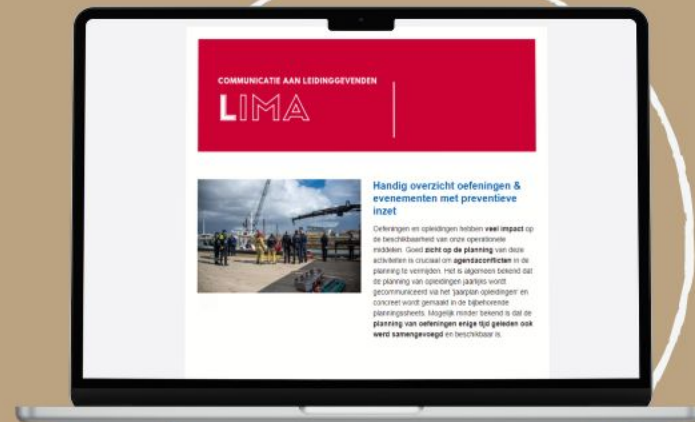 COMMUNICATIE AAN LEIDINGGEVENDEN
LIMA
Handig overzicht oefeningen &
evenementen met preventieve
inzet
Oefeningen en opleidingen hebben veel impact op
de beschikbaarheid van onze operationele
middelen. Goed zicht op de planning van deze
activiteiten is cruciaal om agendaconflicten in de
planning te vermijden. Het is algemeen bekend dat
de planning van opleidingen jaarlijks wordt
gecommuniceerd via het 'jaarplan opleidingen' en
concreet wordt gemaakt in de bijbehorende
planningssheets. Mogelijk minder bekend is dat de
planning van oefeningen enige tijd geleden ook
werd samengevoegd en beschikbaar is.